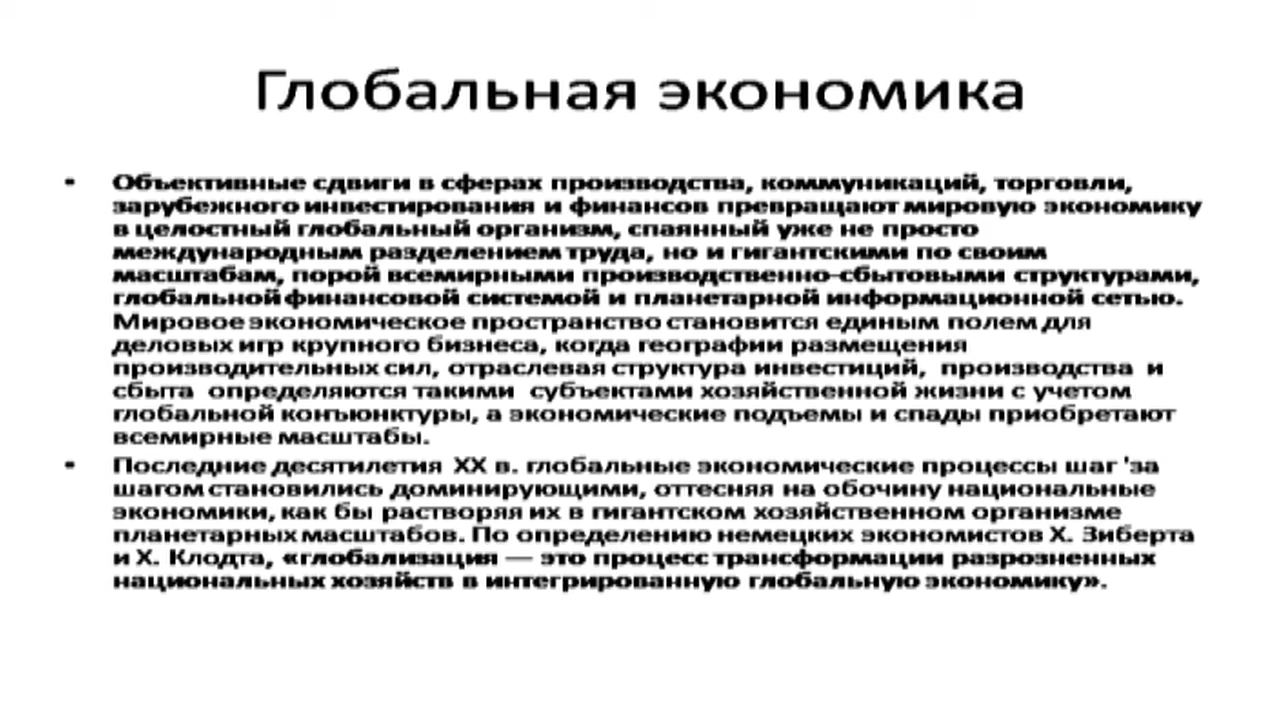 Глобальная экономика
• Объективные сдвиги в сферах производства, коммуникаций, торговли,
зарубежного инвестирования и финансов превращают мировую экономику
в целостный глобальный организм, спаянный уже не просто
международным разделением труда, но и гигантскими по своим
масштабам, порой всемирными производственно-сбытовыми структурами,
глобальной финансовой системой и планетарной информационной сетью.
Мировое экономическое пространство становится единым полем для
деловых игр крупного бизнеса, когда географии размещения
производительных сил, отраслевая структура инвестиций, производства и
сбыта определяются такими субъектами хозяйственной жизни с учетом
глобальной конъюнктуры, а экономические подъемы и спады приобретают
всемирные масштабы.
• Последние десятилетия XX в. глобальные экономические процессы шаг 'за
шагом становились доминирующими, оттесняя на обочину национальные
экономики, как бы растворяя их в гигантском хозяйственном организме
планетарных масштабов. По определению немецких экономистов Х. Зиберта
и Х. Клодта, «глобализация — это процесс трансформации разрозненных
национальных хозяйств в интегрированную глобальную экономику».